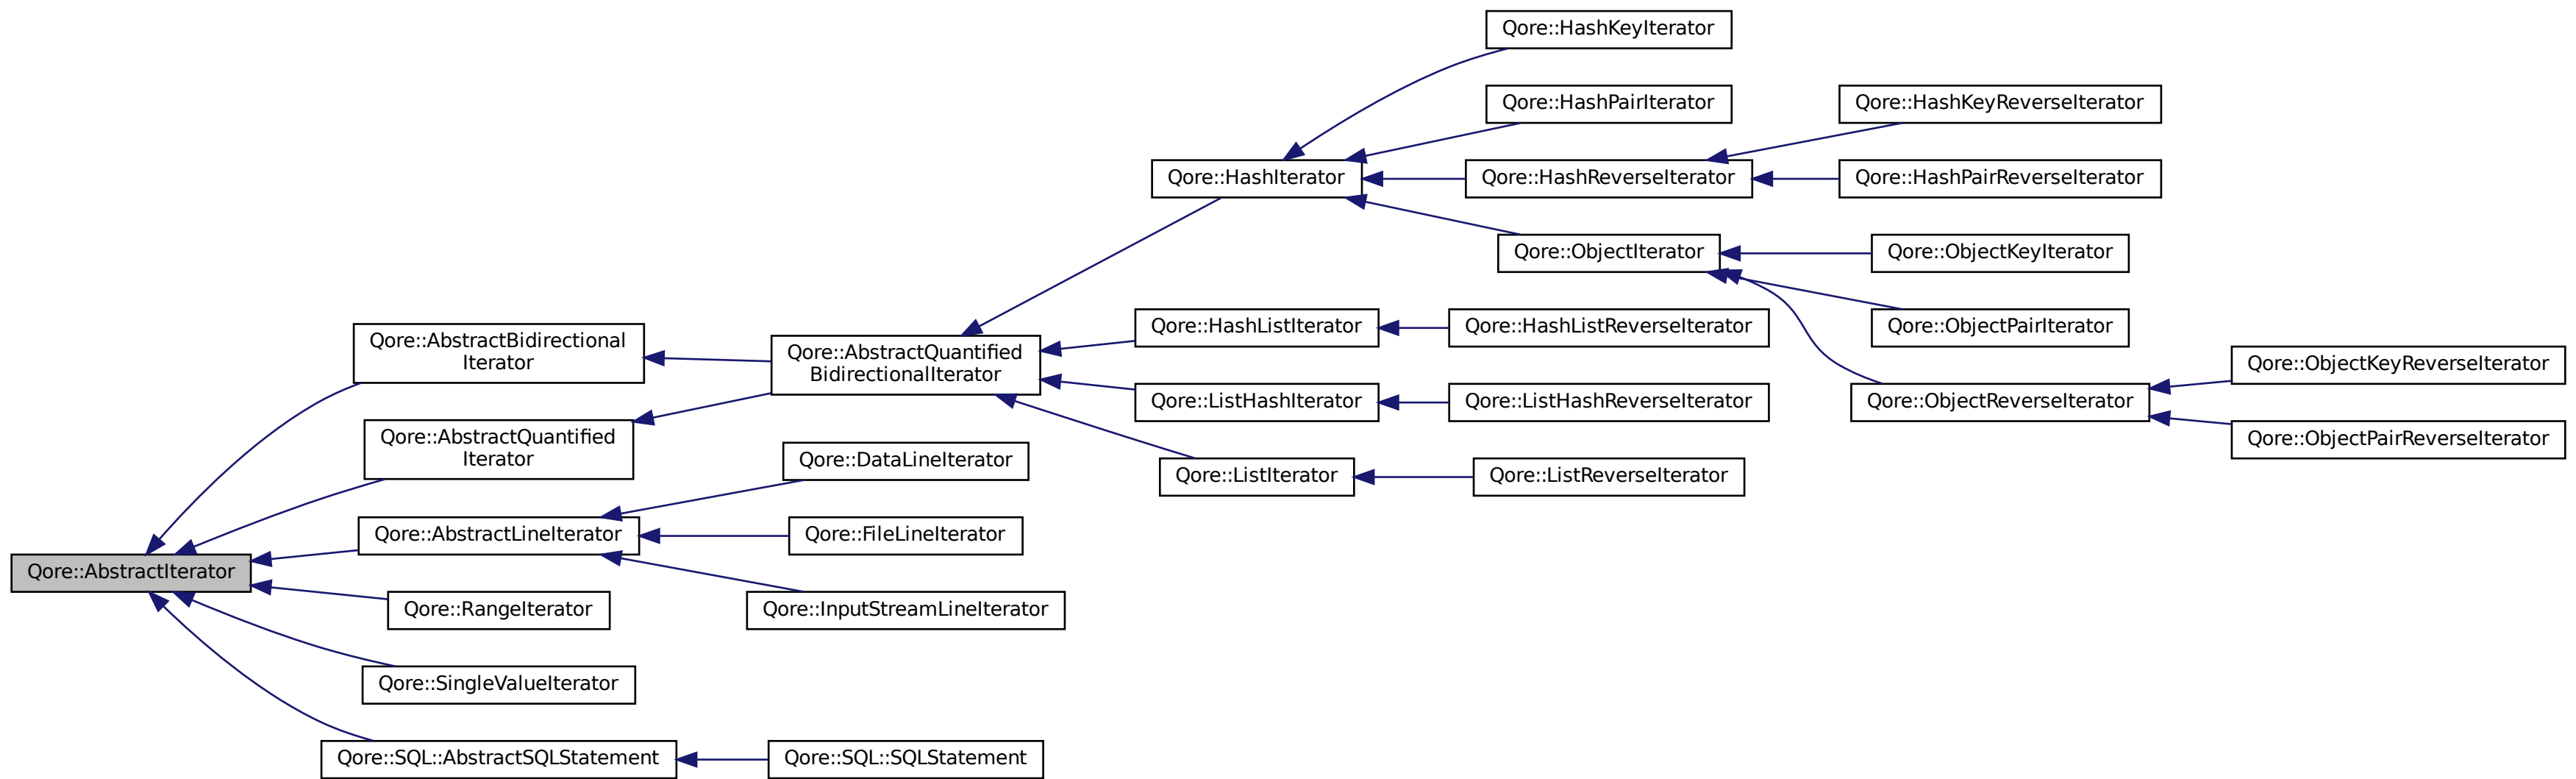 Qore::HashKeyIterator
Qore::HashPairIterator
Qore::HashKeyReverseIterator
Qore::HashIterator
Qore::HashReverseIterator
Qore::HashPairReverseIterator
Qore::ObjectIterator
Qore::ObjectKeyIterator
Qore::HashListIterator
Qore::HashListReverseIterator
Qore::ObjectPairIterator
Qore::AbstractBidirectional
Iterator
Qore::AbstractQuantified
BidirectionalIterator
Qore::ObjectKeyReverseIterator
Qore::ListHashIterator
Qore::ListHashReverseIterator
Qore::ObjectReverseIterator
Qore::AbstractQuantified
Iterator
Qore::ObjectPairReverseIterator
Qore::DataLineIterator
Qore::ListIterator
Qore::ListReverseIterator
Qore::AbstractLineIterator
Qore::FileLineIterator
Qore::AbstractIterator
Qore::RangeIterator
Qore::InputStreamLineIterator
Qore::SingleValueIterator
Qore::SQL::AbstractSQLStatement
Qore::SQL::SQLStatement